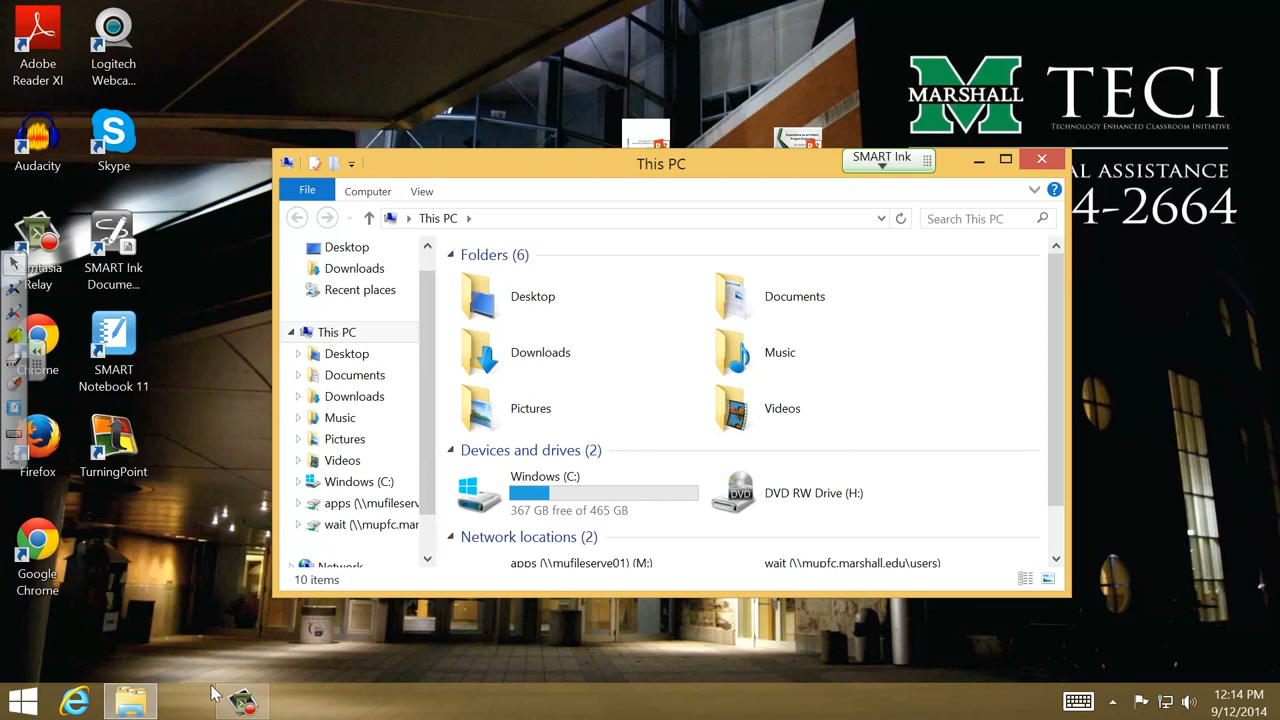 Adobe
Reader XI
Logitech
Webca...
Audacity
Skype
Relay
SMART Ink
Docume...
Chrome
SMART
Notebook 11
Firefox
TurningPoint
Google
Chrome
MARSHALL
TECI
TECHNOLOGY ENHANCED CLASSROOM INITIATIVE
AL ASSISTANCE
4-2664
This PC
SMART Ink
File
Computer
View
This PC
Search This PC
Desktop
Downloads
Recent places
This PC
Desktop
Documents
Downloads
Music
Pictures
Videos
Windows (C:)
apps (\\mufileserv
wait (\\mupfc.mar
Network
Folders (6)
Desktop
Documents
Downloads
Music
Pictures
Videos
Devices and drives (2)
Windows (C:)
367 GB free of 465 GB
DVD
DVD RW Drive (H:)
Network locations (2)
apps (\\mufileserve01) (M:)
wait (\\mupfc.marshall.edu\users)
10 items
12:14 PM
9/12/2014